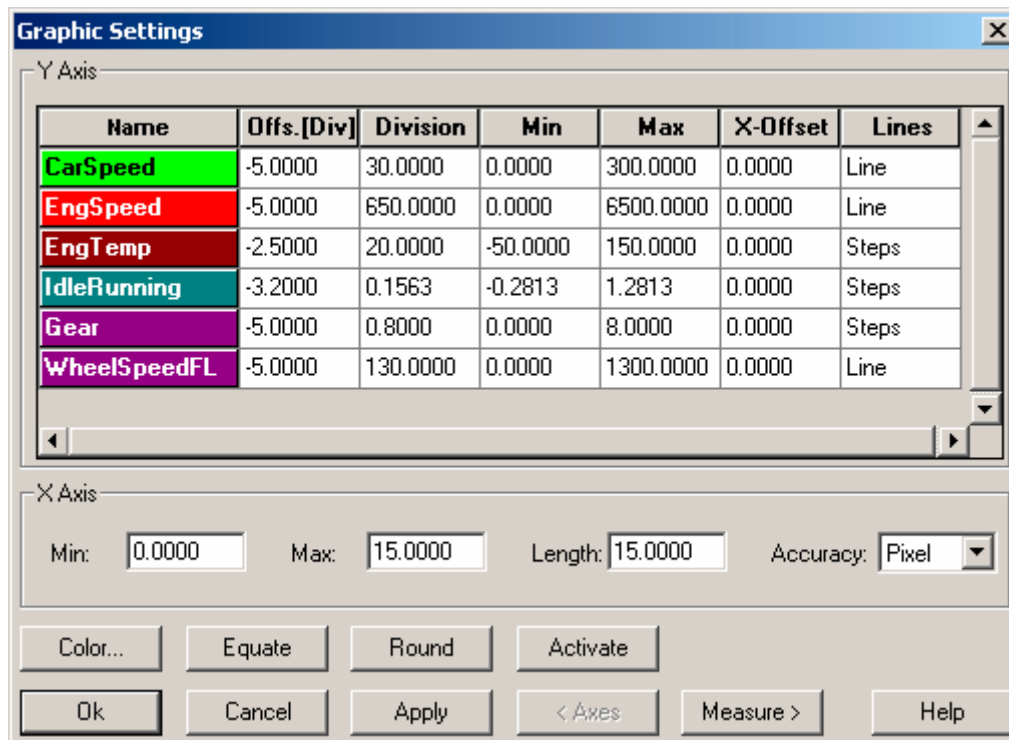 Graphic Settings
Y Axis
Name Offs.[Div] Division Min Max X-Offset Lines
CarSpeed -5.0000 30.0000 0.0000 300.0000 0.0000 Line
EngSpeed -5.0000 650.0000 0.0000 6500.0000 0.0000 Line
EngTemp -2.5000 20.0000 -50.0000 150.0000 0.0000 Steps
IdleRunning -3.2000 0.1563 -0.2813 1.2813 0.0000 Steps
Gear -5.0000 0.8000 0.0000 8.0000 0.0000 Steps
WheelSpeedFL -5.0000 130.0000 0.0000 1300.0000 0.0000 Line
X Axis
Min: 0.0000 Max: 15.0000 Length: 15.0000 Accuracy: Pixel
Color... Equate Round Activate
Ok Cancel Apply < Axes Measure > Help